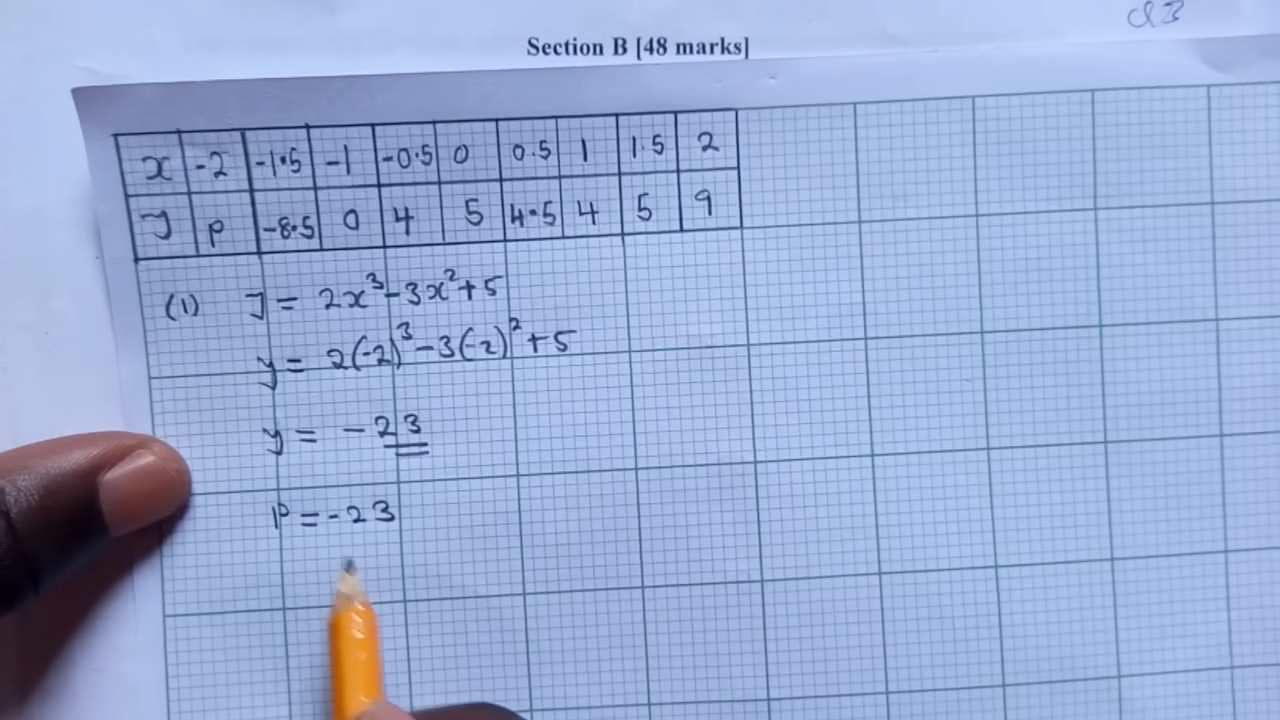 Q3
Section B [48 marks]
x -2 -1.5 -1 -0.5 0 0.5 1 1.5 2
y p -8.5 0 4 5 4.5 4 5 9
(1) y = 2x³-3x²+5
y = 2(-2)³-3(-2)²+5
y = -23
P = -23